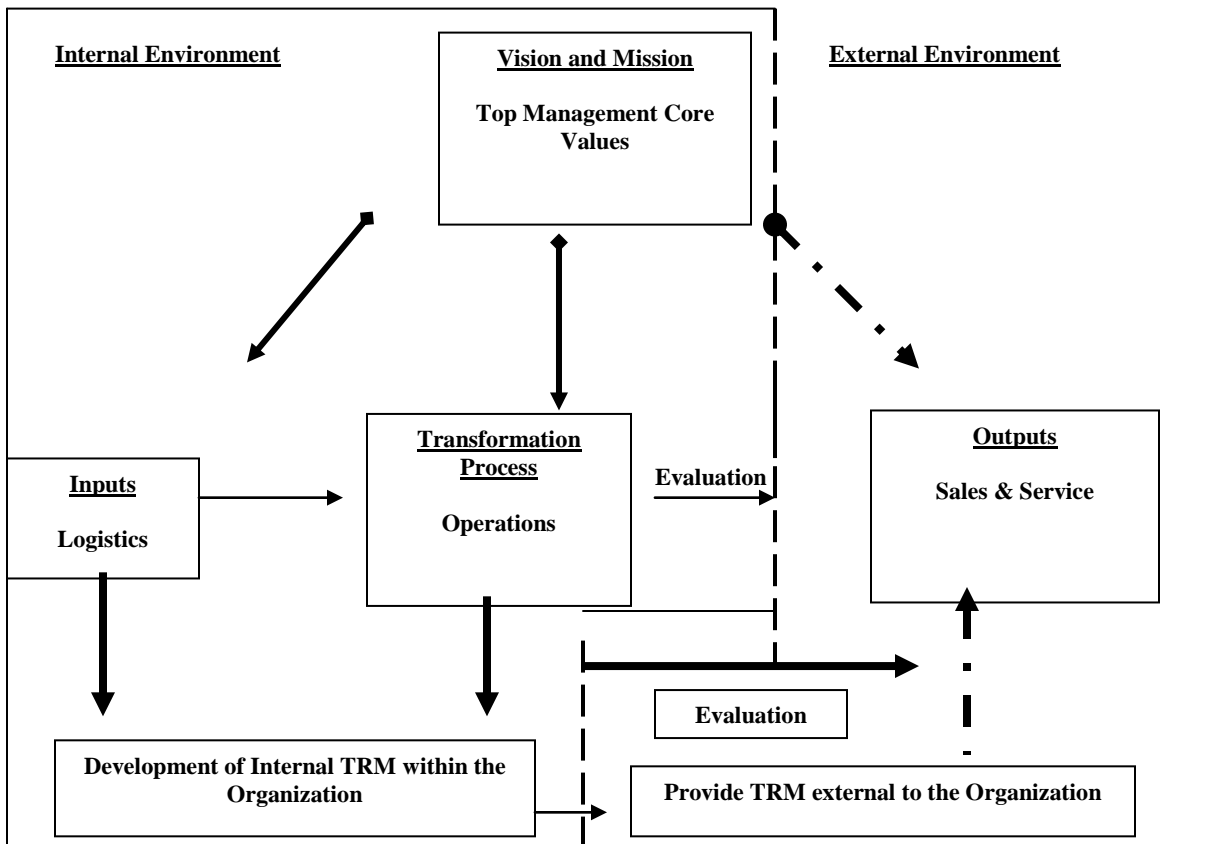 Internal Environment
Vision and Mission
Top Management Core
Values
External Environment
Inputs
Logistics
Transformation
Process
Operations
Evaluation
Outputs
Sales & Service
Evaluation
Development of Internal TRM within the
Organization
Provide TRM external to the Organization